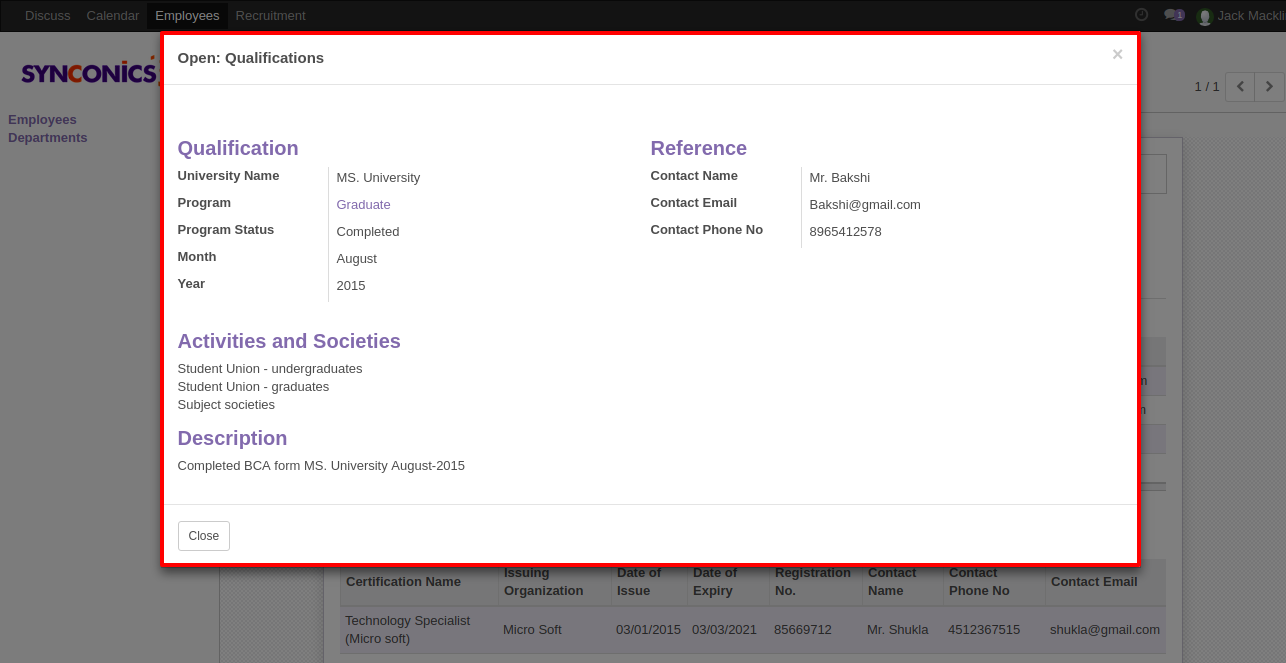 Discuss Calendar Employees Recruitment 1 Jack Mackli
SYNCONICS
Employees
Departments
1 / 1
Open: Qualifications ×
Qualification
University Name MS. University
Program Graduate
Program Status Completed
Month August
Year 2015
Reference
Contact Name Mr. Bakshi
Contact Email Bakshi@gmail.com
Contact Phone No 8965412578
Activities and Societies
Student Union - undergraduates
Student Union - graduates
Subject societies
Description
Completed BCA form MS. University August-2015
Close
Certification Name Issuing Organization Date of Issue Date of Expiry Registration No. Contact Name Contact Phone No Contact Email
Technology Specialist (Micro soft) Micro Soft 03/01/2015 03/03/2021 85669712 Mr. Shukla 4512367515 shukla@gmail.com